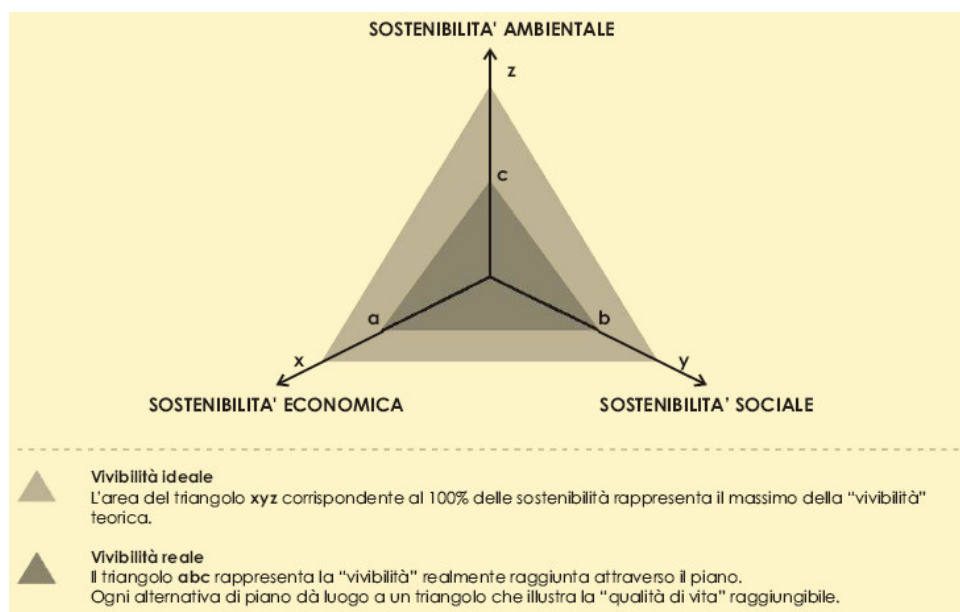 SOSTENIBILITA' AMBIENTALE
z
c
a
b
x
y
SOSTENIBILITA' ECONOMICA
SOSTENIBILITA' SOCIALE
Vivibilità ideale
L'area del triangolo xyz corrispondente al 100% delle sostenibilità rappresenta il massimo della "vivibilità"
teorica.
Vivibilità reale
Il triangolo abc rappresenta la "vivibilità" realmente raggiunta attraverso il piano.
Ogni alternativa di piano dà luogo a un triangolo che illustra la "qualità di vita" raggiungibile.